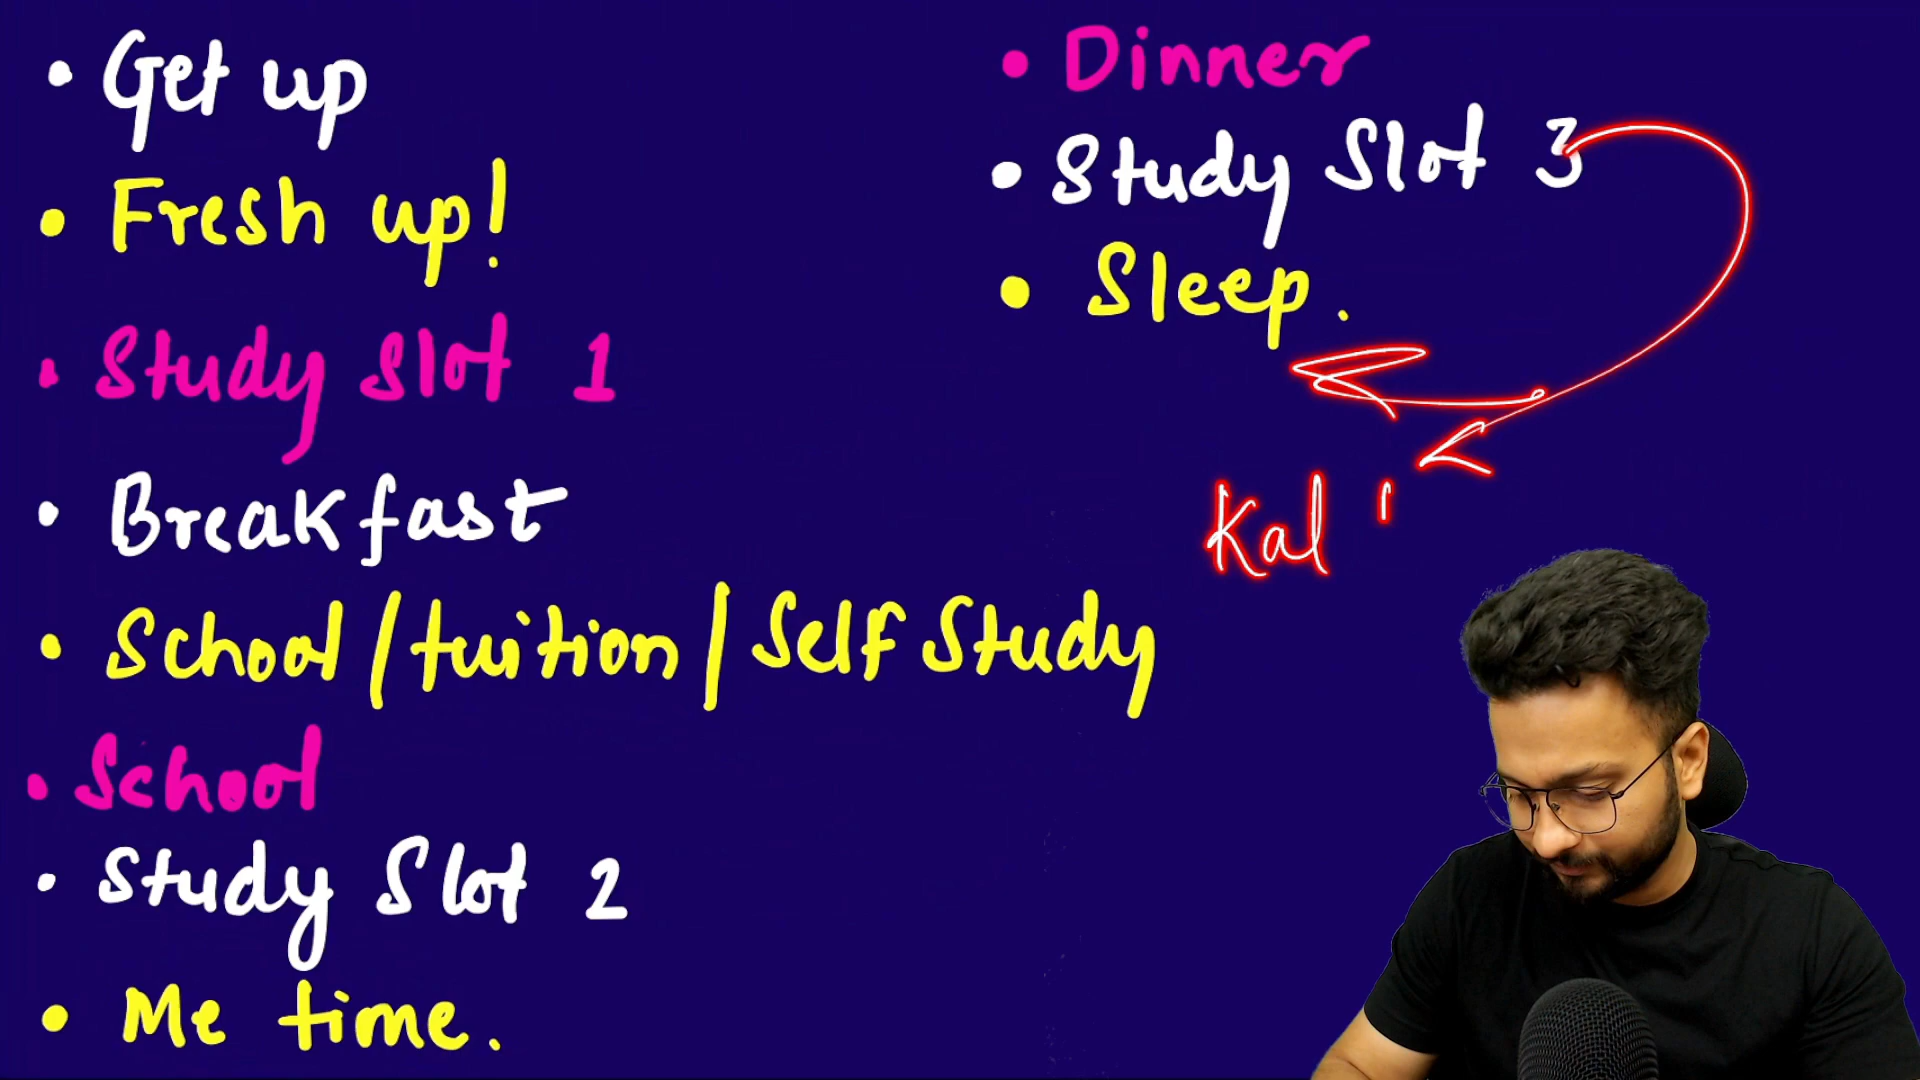 • Get up
• Fresh up!
• Study Slot 1
• Breakfast
• School/tuition/Self Study
• School
• Study Slot 2
• Me time.
• Dinner
• Study Slot 3
• Sleep.
Kal